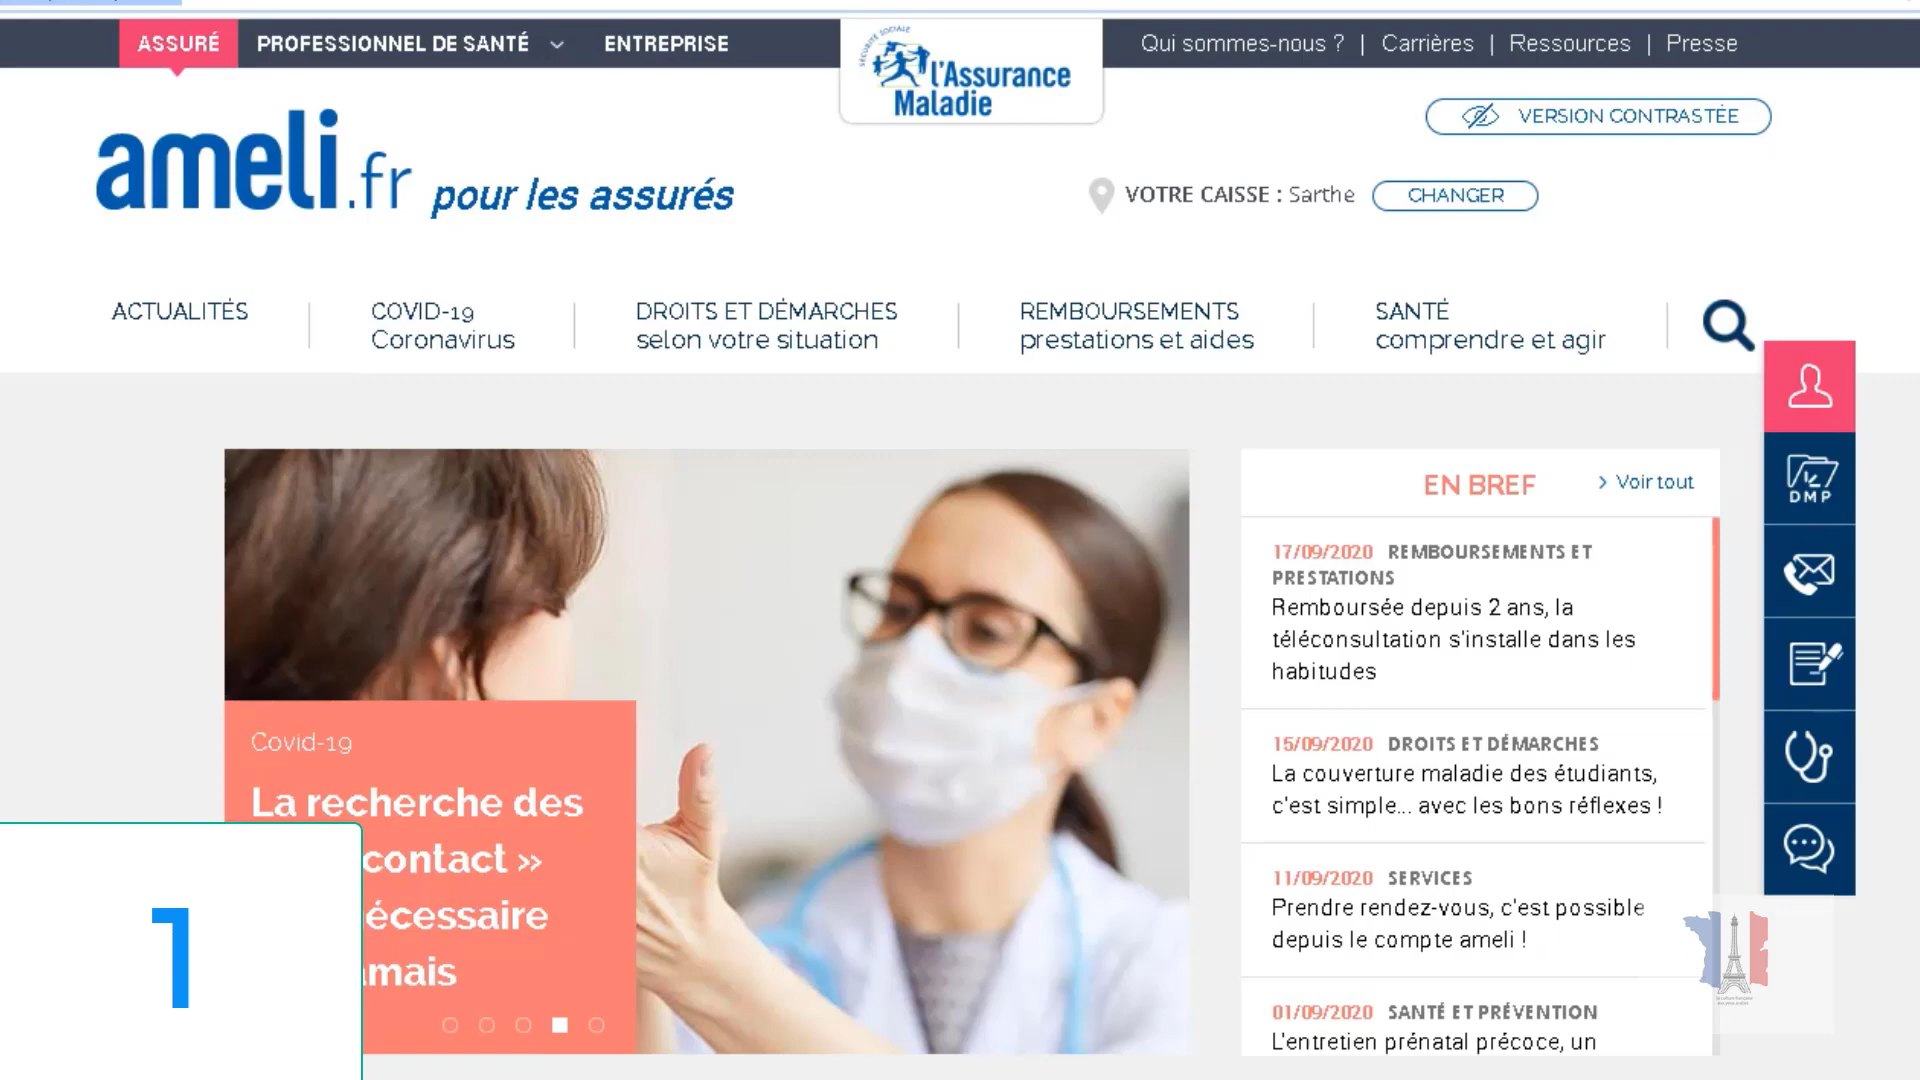 ASSURÉ PROFESSIONNEL DE SANTÉ ENTREPRISE
SÉCURITÉ SOCIALE
l'Assurance
Maladie
Qui sommes-nous ? | Carrières | Ressources | Presse
VERSION CONTRASTÉE
ameli.fr pour les assurés
VOTRE CAISSE : Sarthe CHANGER
ACTUALITÉS
COVID-19
Coronavirus
DROITS ET DÉMARCHES
selon votre situation
REMBOURSEMENTS
prestations et aides
SANTÉ
comprendre et agir
DMP
Covid-19
La recherche des
contact »
écessaire
mais
1
EN BREF
Voir tout
17/09/2020 REMBOURSEMENTS ET
PRESTATIONS
Remboursée depuis 2 ans, la
téléconsultation s'installe dans les
habitudes
15/09/2020 DROITS ET DÉMARCHES
La couverture maladie des étudiants,
c'est simple... avec les bons réflexes !
11/09/2020 SERVICES
Prendre rendez-vous, c'est possible
depuis le compte ameli !
01/09/2020 SANTÉ ET PRÉVENTION
L'entretien prénatal précoce, un